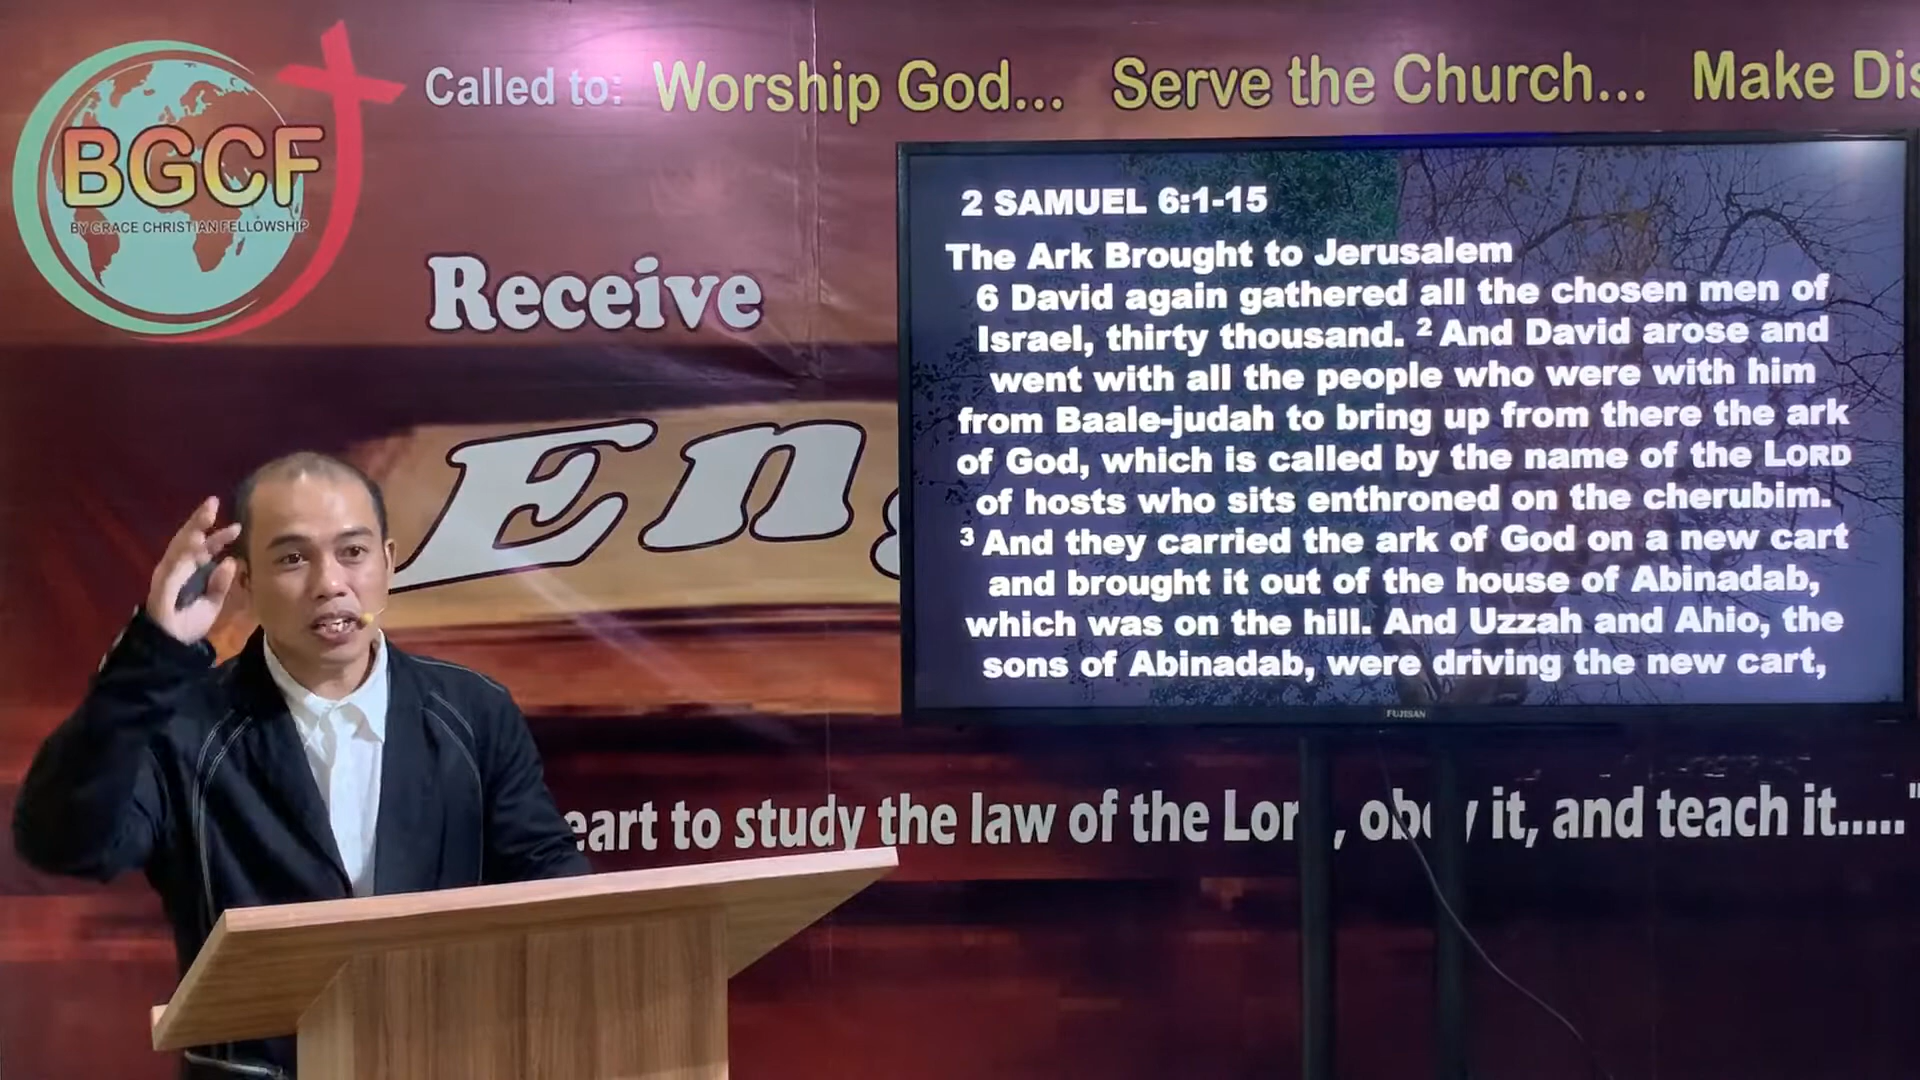 BGCF
BY GRACE CHRISTIAN FELLOWSHIP
Called to: Worship God... Serve the Church... Make Dis
Receive
En
2 SAMUEL 6:1-15
The Ark Brought to Jerusalem
6 David again gathered all the chosen men of
Israel, thirty thousand. 2 And David arose and
went with all the people who were with him
from Baale-judah to bring up from there the ark
of God, which is called by the name of the LORD
of hosts who sits enthroned on the cherubim.
3 And they carried the ark of God on a new cart
and brought it out of the house of Abinadab,
which was on the hill. And Uzzah and Ahio, the
sons of Abinadab, were driving the new cart,
FUJISAN
eart to study the law of the Lor , obe y it, and teach it....."